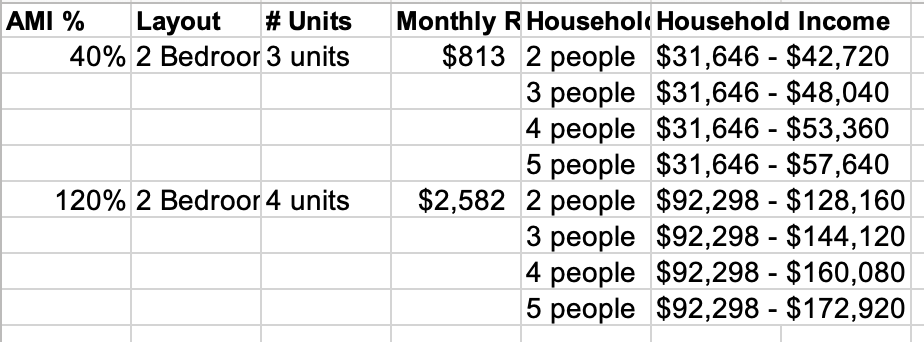 AMI % Layout # Units Monthly R Household Household Income
40% 2 Bedroor 3 units $813 2 people $31,646 - $42,720
3 people $31,646 - $48,040
4 people $31,646 - $53,360
5 people $31,646 - $57,640
120% 2 Bedroor 4 units $2,582 2 people $92,298 - $128,160
3 people $92,298 - $144,120
4 people $92,298 - $160,080
5 people $92,298 - $172,920